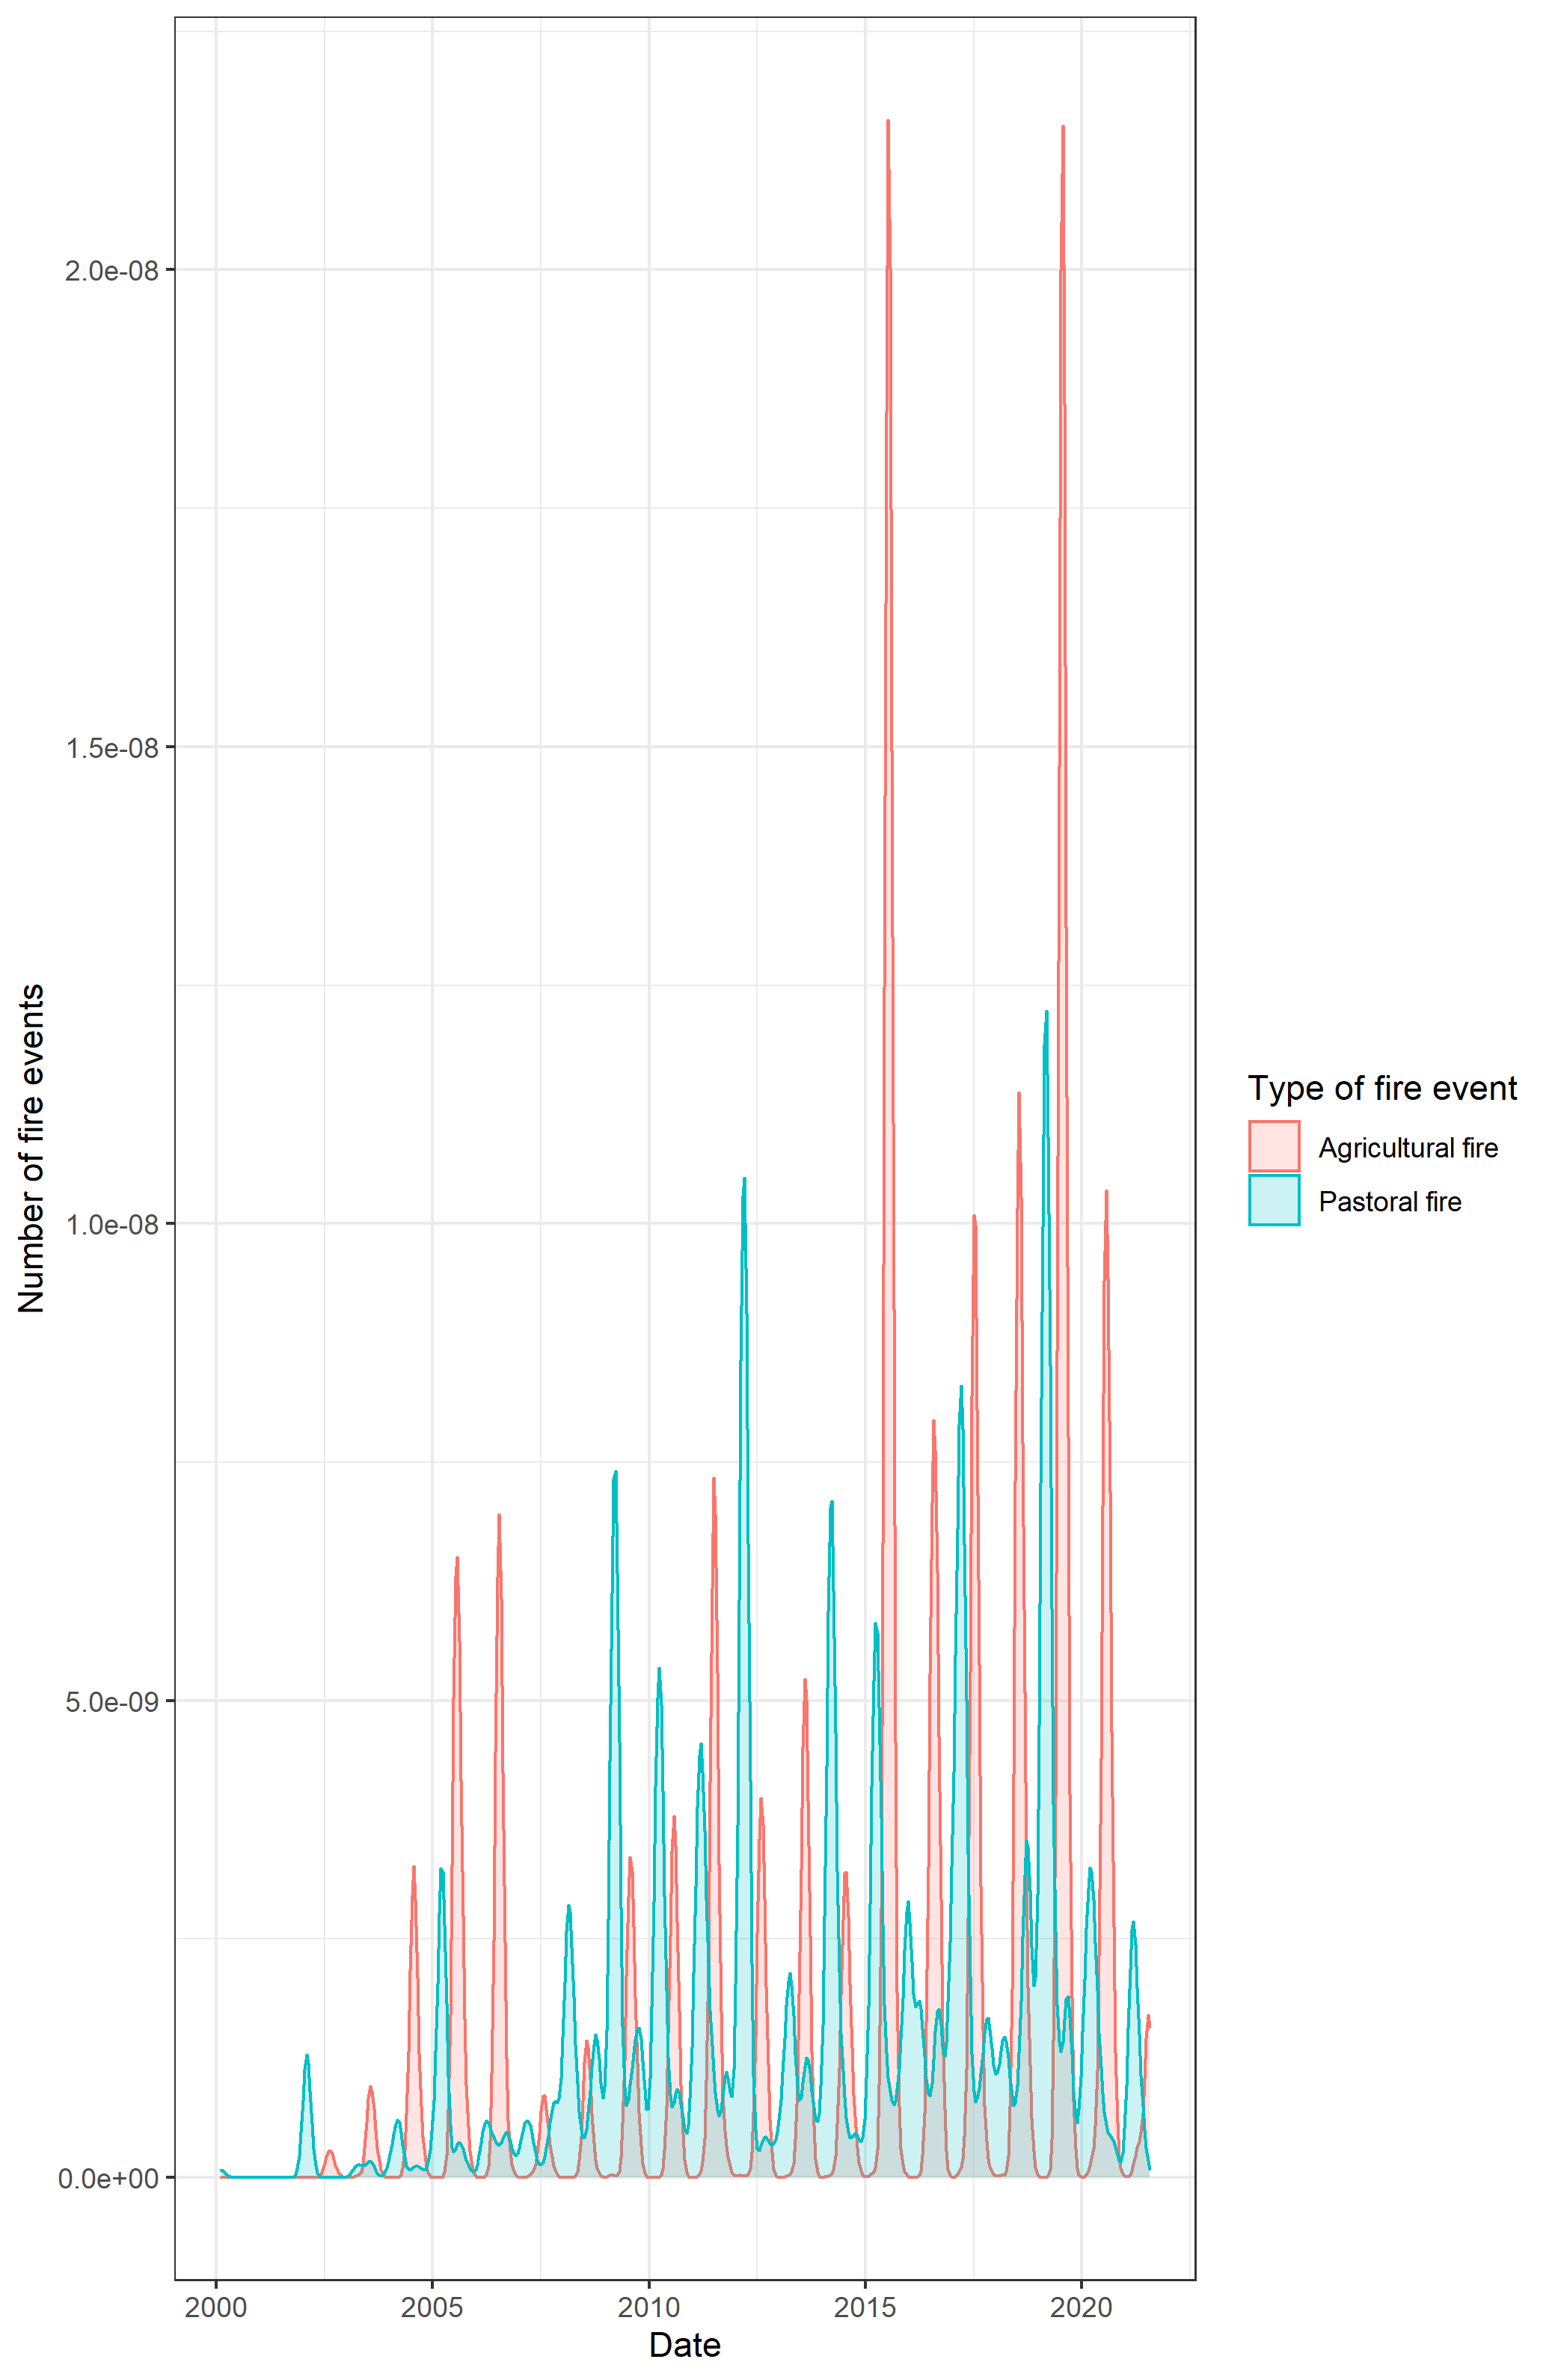 Number of fire events
2.0e-08
1.5e-08
1.0e-08
5.0e-09
0.0e+00
2000 2005 2010 2015 2020
Date
Type of fire event
Agricultural fire
Pastoral fire